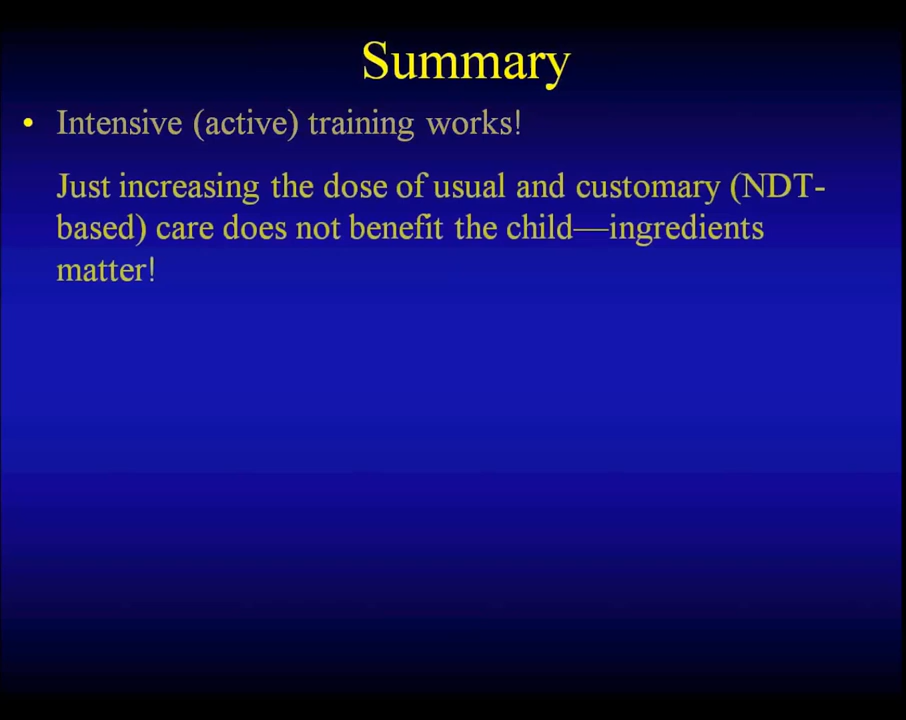 Summary
• Intensive (active) training works!
Just increasing the dose of usual and customary (NDT-
based) care does not benefit the child—ingredients
matter!